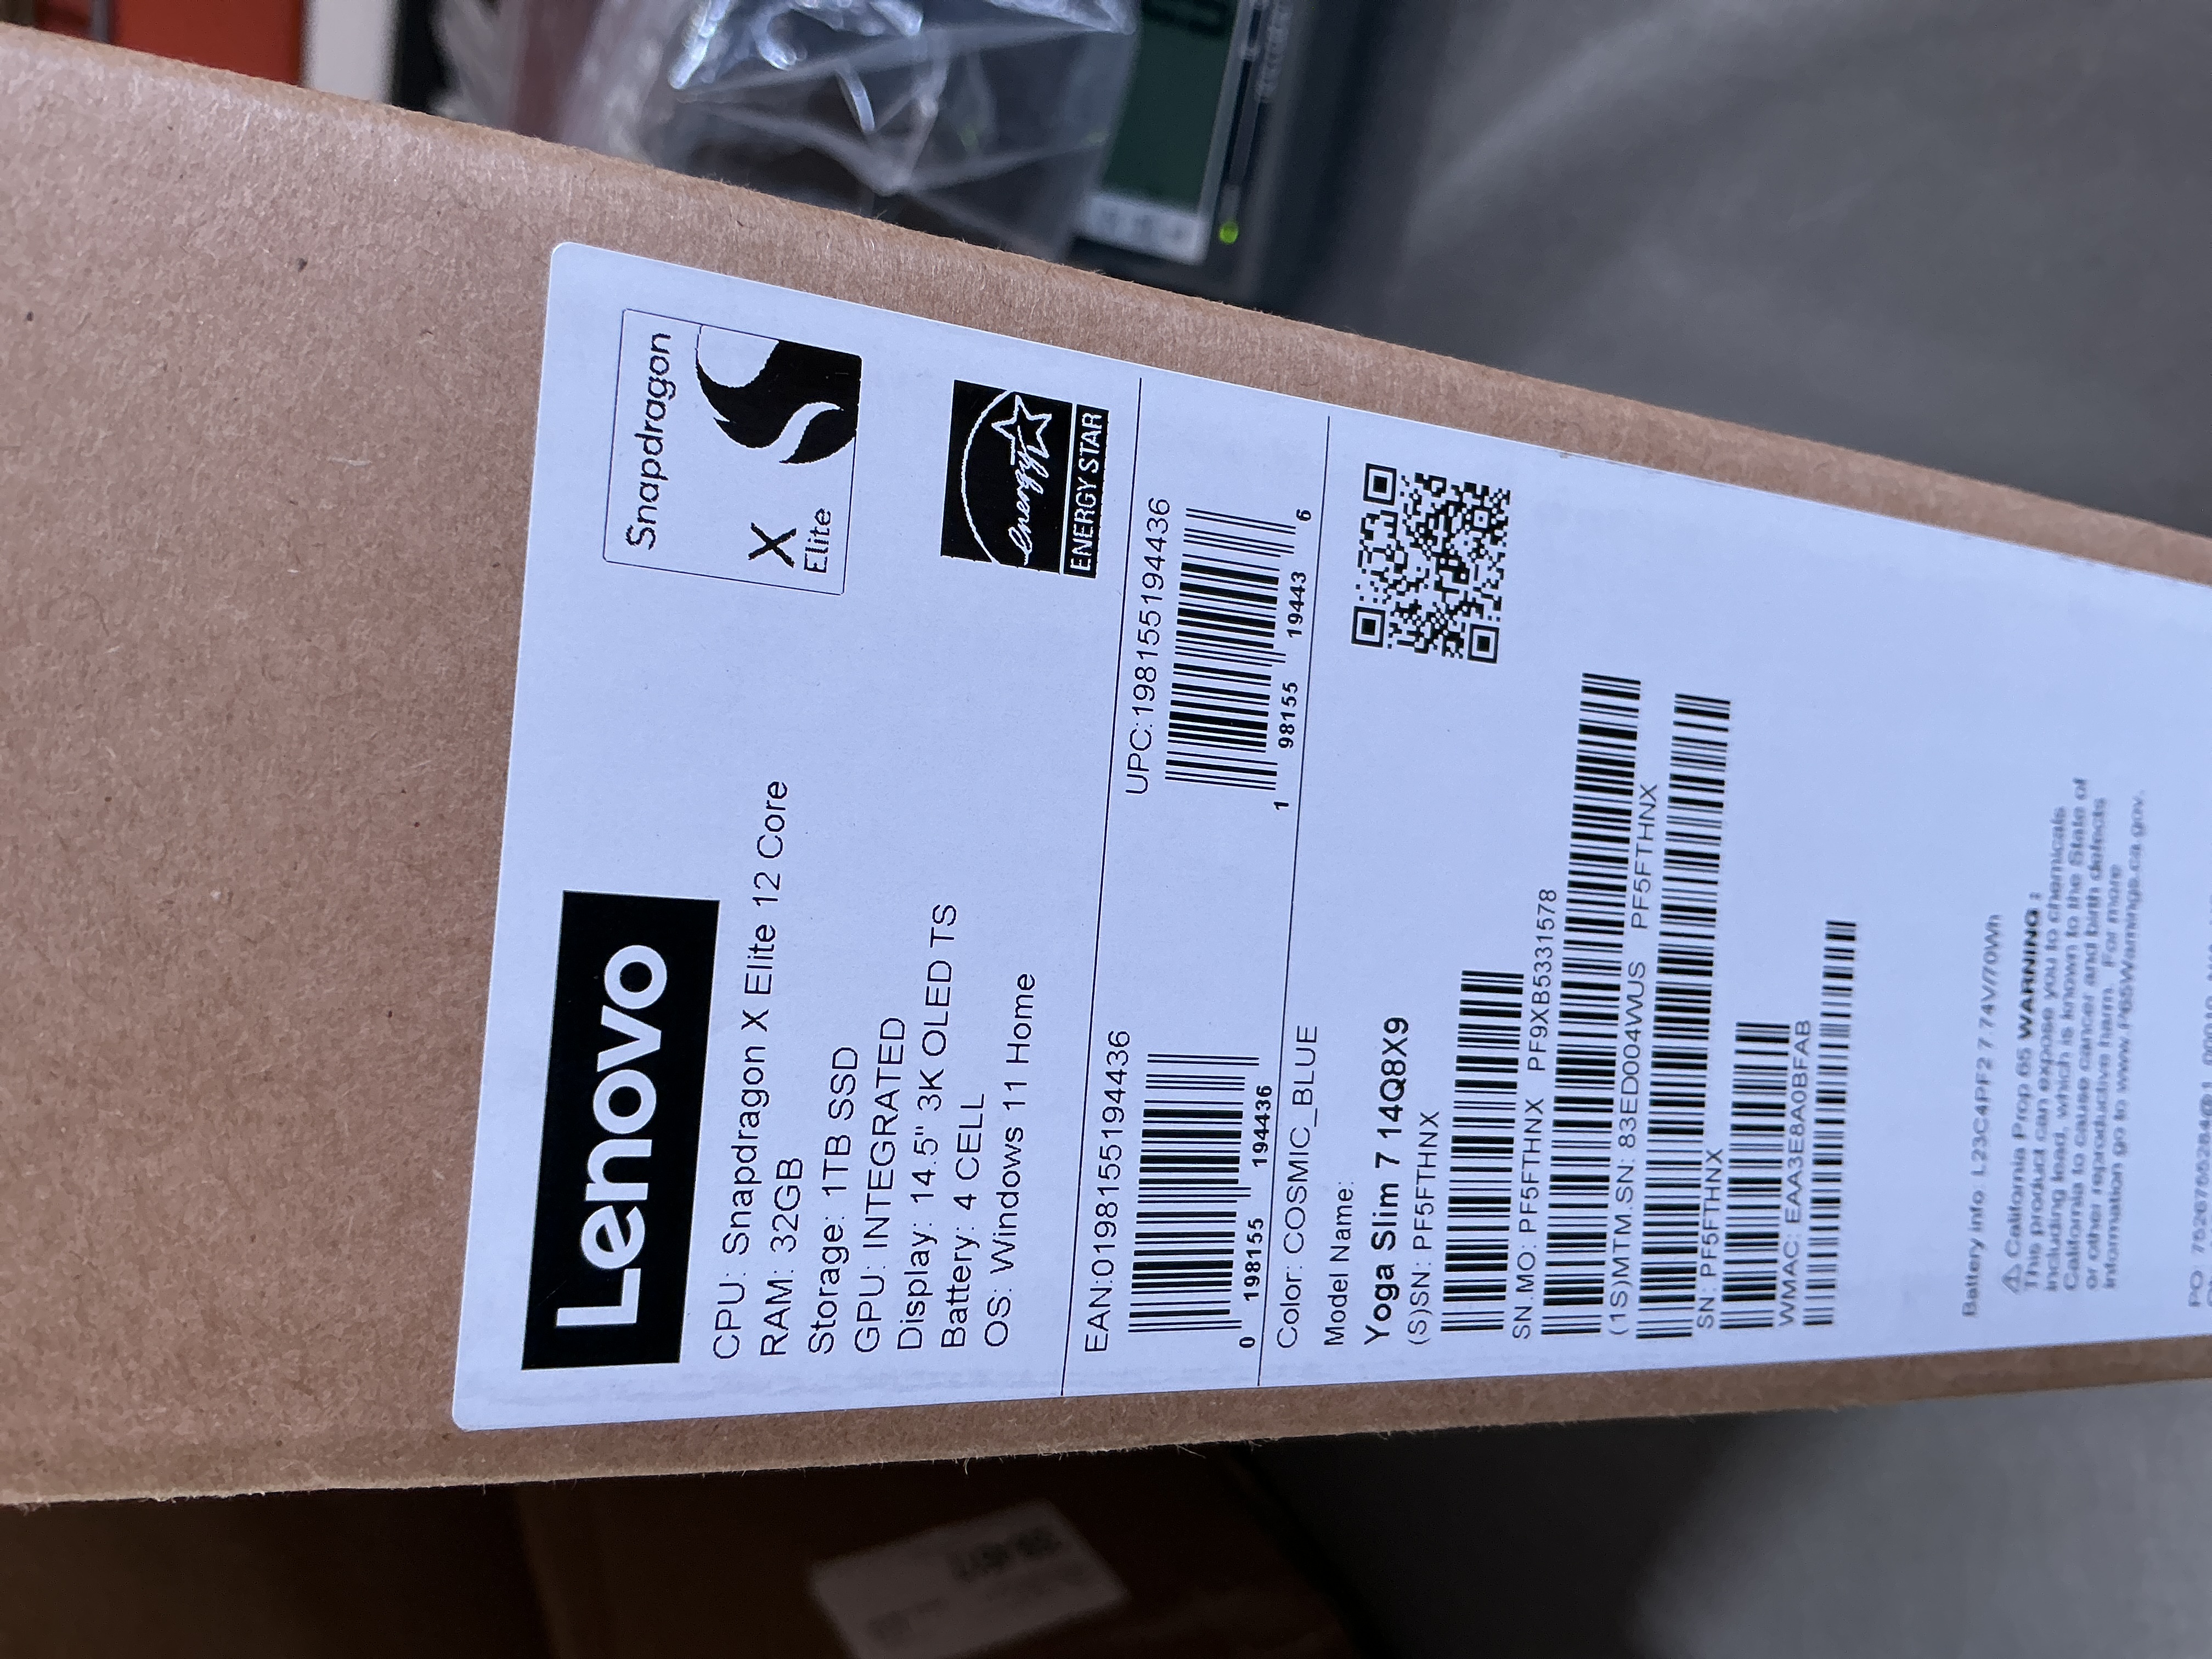 Lenovo
Snapdragon
X
Elite
CPU: Snapdragon X Elite 12 Core
RAM: 32GB
Storage: 1TB SSD
GPU: INTEGRATED
Display: 14.5" 3K OLED TS
Battery: 4 CELL
OS: Windows 11 Home
energy
ENERGY STAR
EAN:0198155194436
0 198155 194436
UPC:198155194436
1 98155 19443 6
Color: COSMIC_BLUE
Model Name:
Yoga Slim 7 14Q8X9
(S)SN: PF5FTHNX
SN.MO: PF5FTHNX PF9XB5331578
(1S)MTM.SN: 83ED004WUS PF5FTHNX
SN: PF5FTHNX
WMAC: EAA3E8A0BFAB
Battery info L23C4PF2 7.74V/70Wh
⚠ California Prop 65 WARNING :
This product can expose you to chemicals
including lead, which is known to the State of
California to cause cancer and birth defects
or other reproductive harm. For more
information go to www.P65Warnings.ca.gov.
PO: